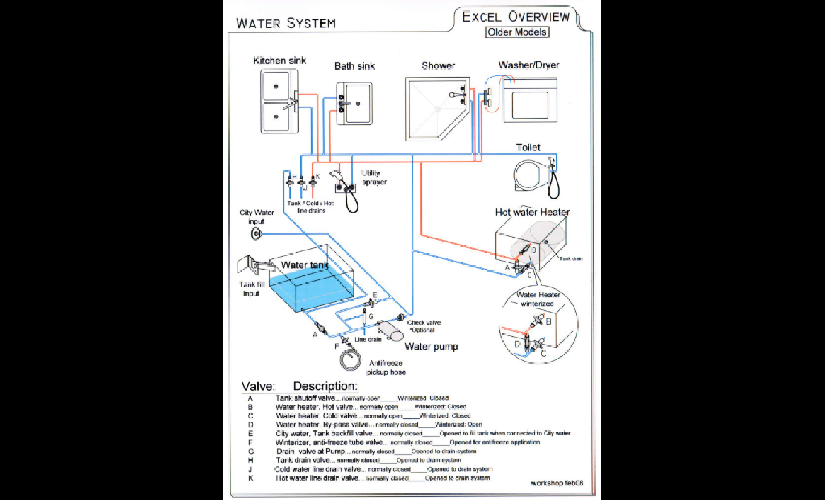 WATER SYSTEM
EXCEL OVERVIEW
Older Models
Kitchen sink
Bath sink
Shower
Washer/Dryer
Toilet
H
J
K
Utility
sprayer
Tank / Cold & Hot
line drains
City Water
input
Hot water Heater
B
A
C
Tank drain
Water tank
Tank fill
Input
Water Heater
winterized
B
D
C
E
G
Check valve
*Optional
A
F
Line drain
Water pump
Antifreeze
pickup hose
Valve: Description:
A Tank shutoff valve... normally open_____Winterized: Closed
B Water heater, Hot valve... normally open_____Winterized: Closed
C Water heater, Cold valve... normally open_____Winterized: Closed
D Water heater, By-pass valve... normally closed_____Winterized: Open
E City water, Tank backfill valve... normally closed_____Opened to fill tank when connected to City water
F Winterizer, anti-freeze tube valve... normally closed_____Opened for antifreeze application
G Drain valve at Pump... normally closed_____Opened to drain system
H Tank drain valve... normally closed_____Opened to drain system
J Cold water line drain valve... normally closed_____Opened to drain system
K Hot water line drain valve... normally closed_____Opened to drain system
workshop feb08